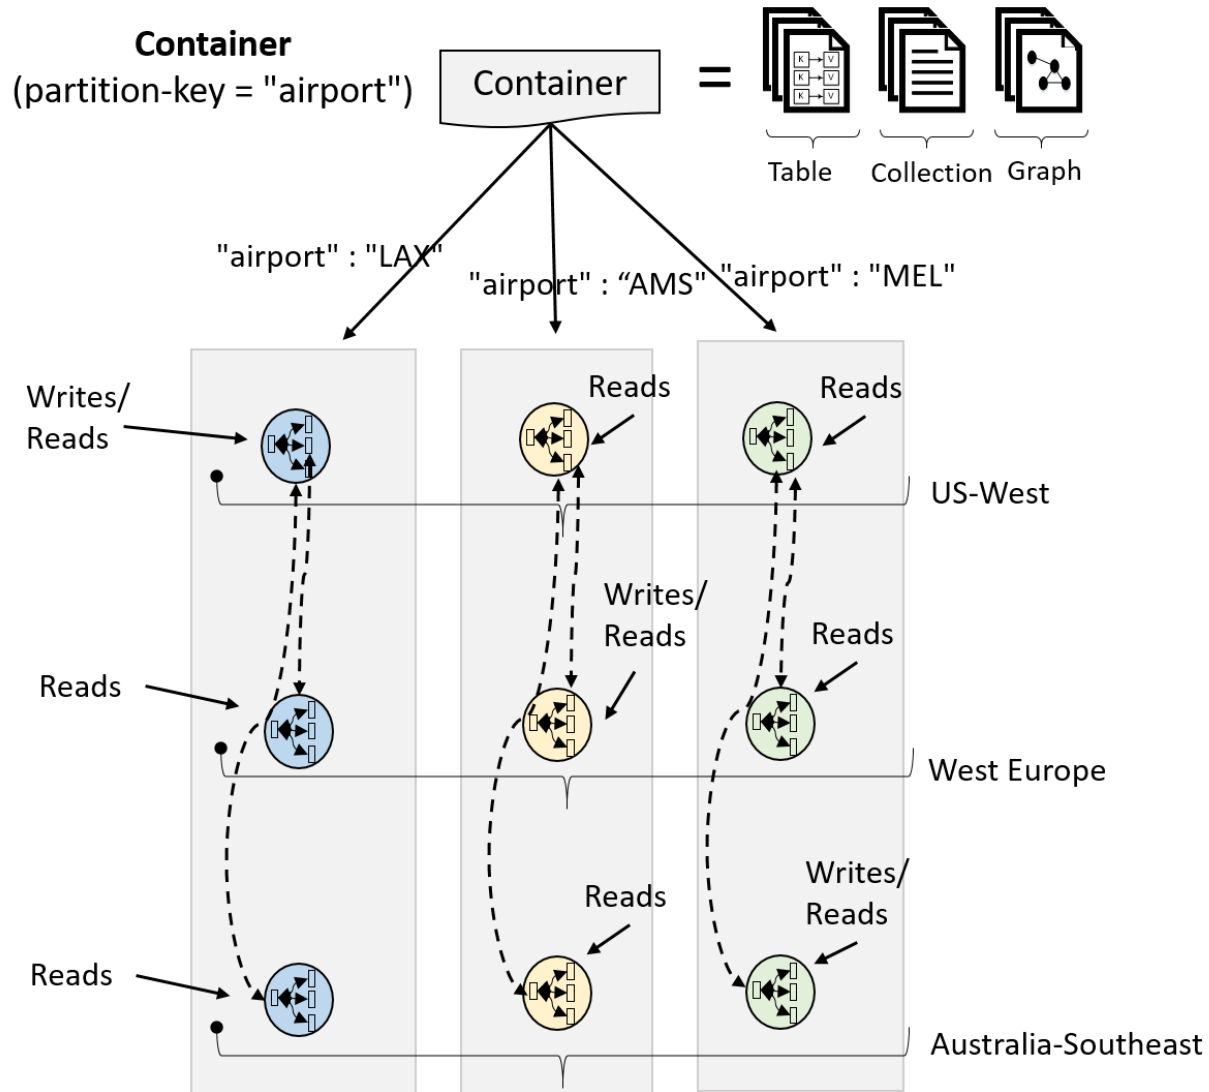 Container
(partition-key = "airport")
Container
=
K V
K V
K V
Table
Collection
Graph
"airport" : "LAX"
"airport" : “AMS"
"airport" : "MEL"
Writes/
Reads
Reads
Reads
US-West
Reads
Writes/
Reads
Reads
West Europe
Reads
Reads
Writes/
Reads
Australia-Southeast